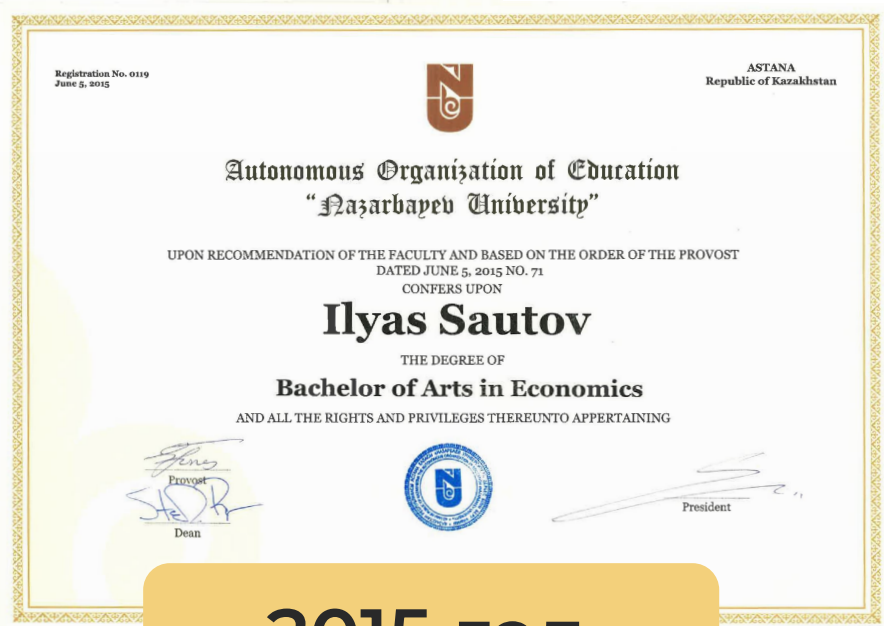 Registration No. 0119
June 5, 2015
ASTANA
Republic of Kazakhstan
Autonomous Organization of Education
“Nazarbayev University”
UPON RECOMMENDATION OF THE FACULTY AND BASED ON THE ORDER OF THE PROVOST
DATED JUNE 5, 2015 NO. 71
CONFERS UPON
Ilyas Sautov
THE DEGREE OF
Bachelor of Arts in Economics
AND ALL THE RIGHTS AND PRIVILEGES THEREUNTO APPERTAINING
Provost
Dean
President
2015